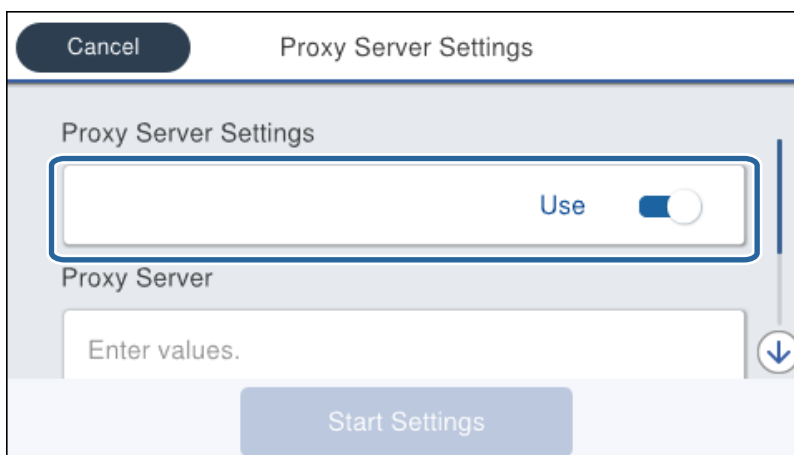 Cancel
Proxy Server Settings
Proxy Server Settings
Use
Proxy Server
Enter values.
Start Settings